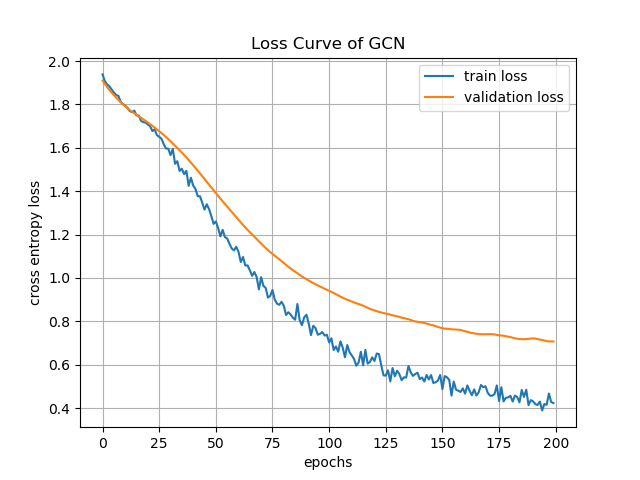 Loss Curve of GCN
train loss
validation loss
cross entropy loss
2.0
1.8
1.6
1.4
1.2
1.0
0.8
0.6
0.4
0 25 50 75 100 125 150 175 200
epochs